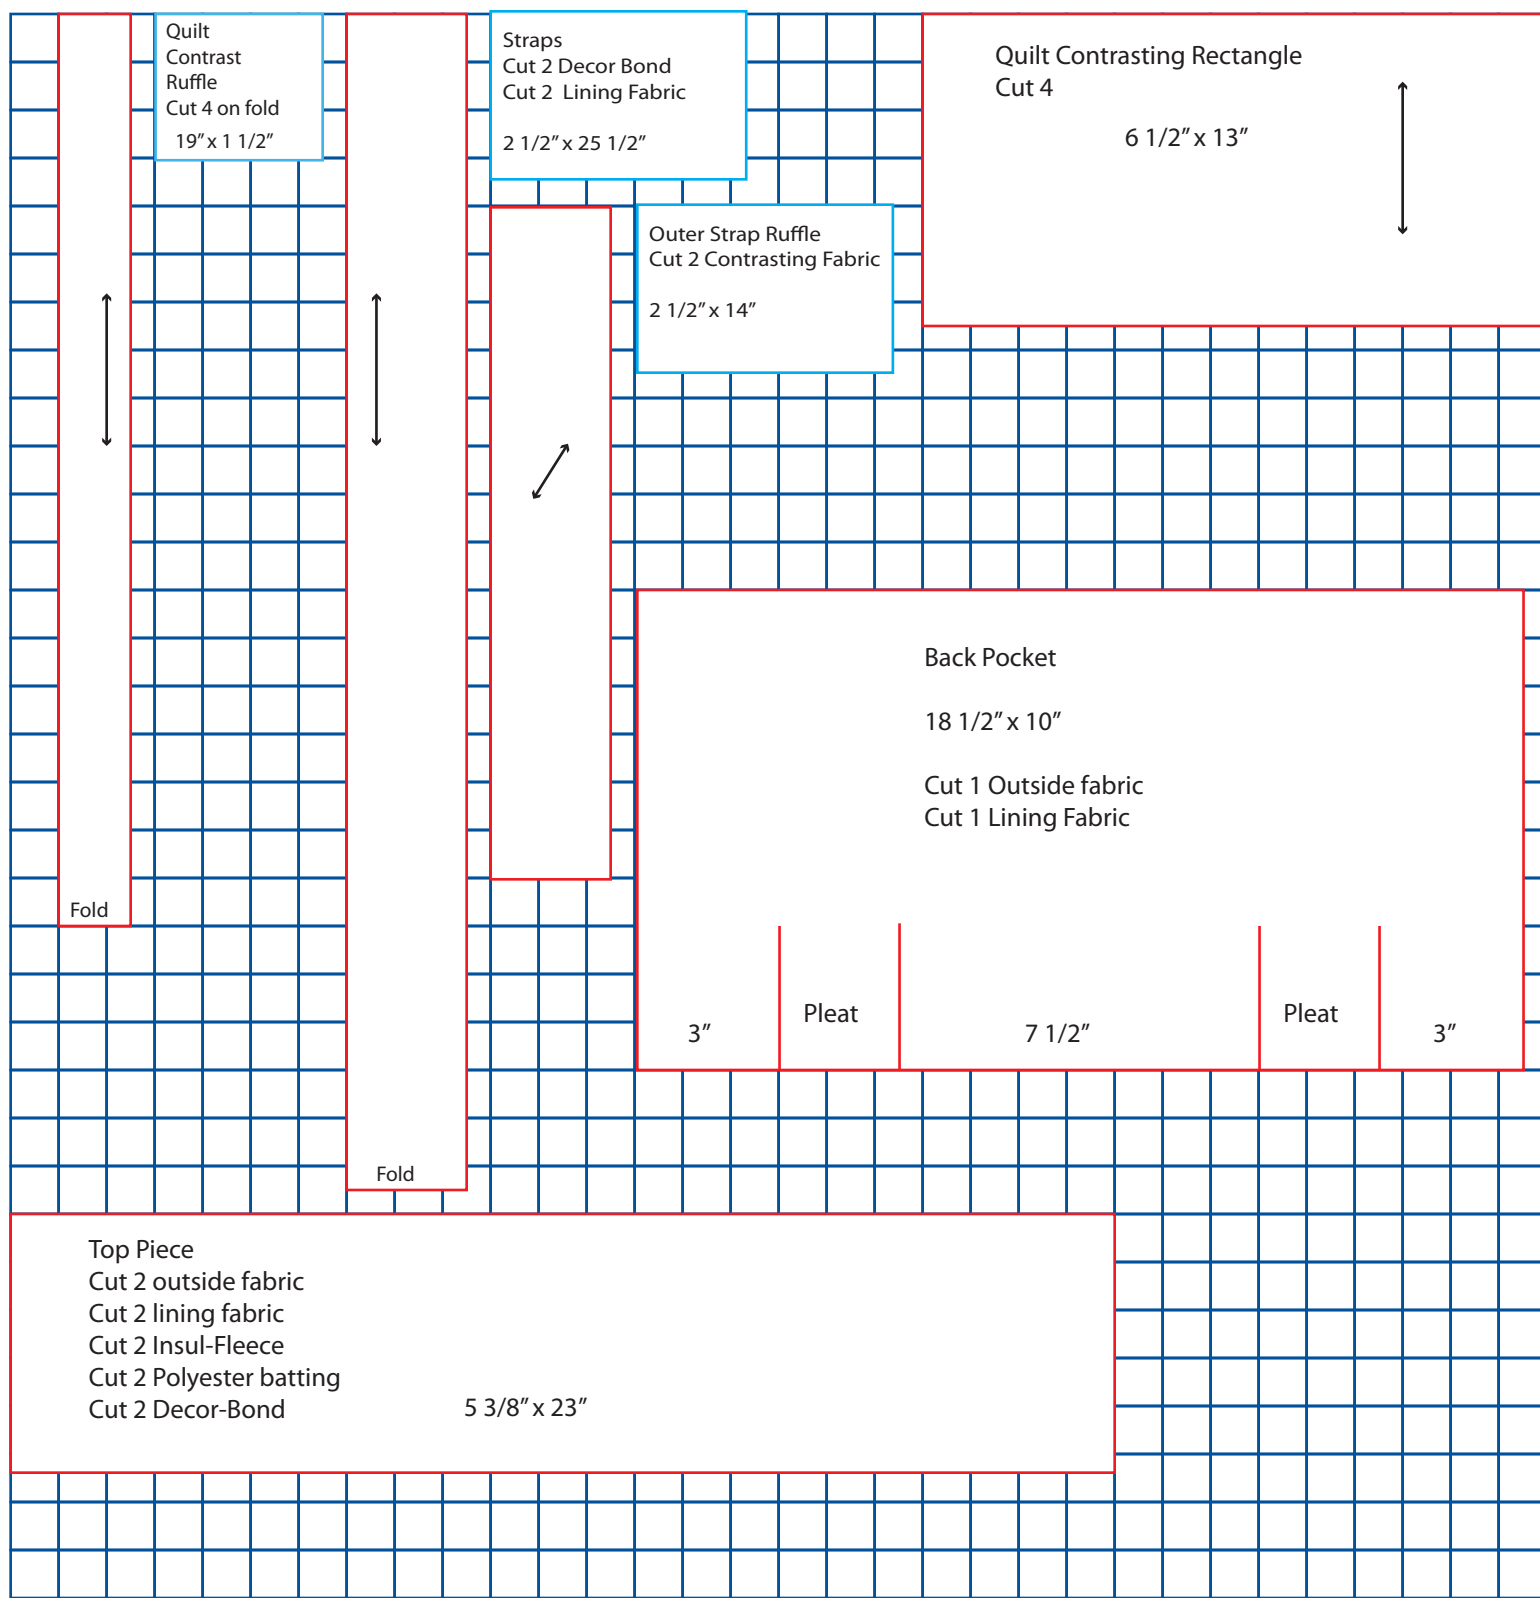 Quilt
Contrast
Ruffle
Cut 4 on fold
19” x 1 1/2”
Straps
Cut 2 Decor Bond
Cut 2  Lining Fabric
2 1/2” x 25 1/2”
Quilt Contrasting Rectangle
Cut 4
6 1/2” x 13”
Outer Strap Ruffle
Cut 2 Contrasting Fabric
2 1/2” x 14”
Back Pocket
18 1/2” x 10”
Cut 1 Outside fabric
Cut 1 Lining Fabric
Fold
3”
Pleat
7 1/2”
Pleat
3”
Fold
Top Piece
Cut 2 outside fabric
Cut 2 lining fabric
Cut 2 Insul-Fleece
Cut 2 Polyester batting
Cut 2 Decor-Bond
5 3/8” x 23”